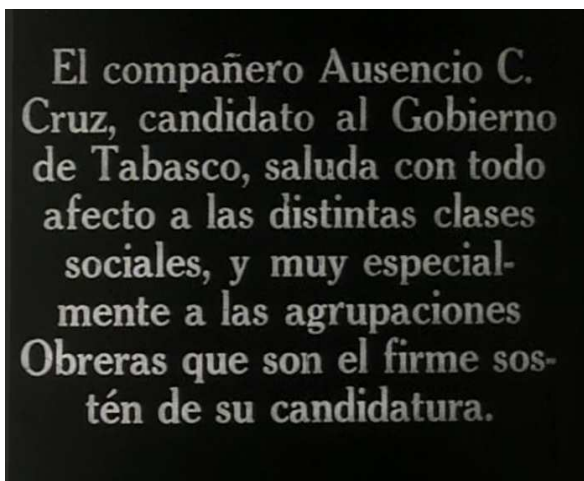 El compañero Ausencio C.
Cruz, candidato al Gobierno
de Tabasco, saluda con todo
afecto a las distintas clases
sociales, y muy especial-
mente a las agrupaciones
Obreras que son el firme sos-
tén de su candidatura.